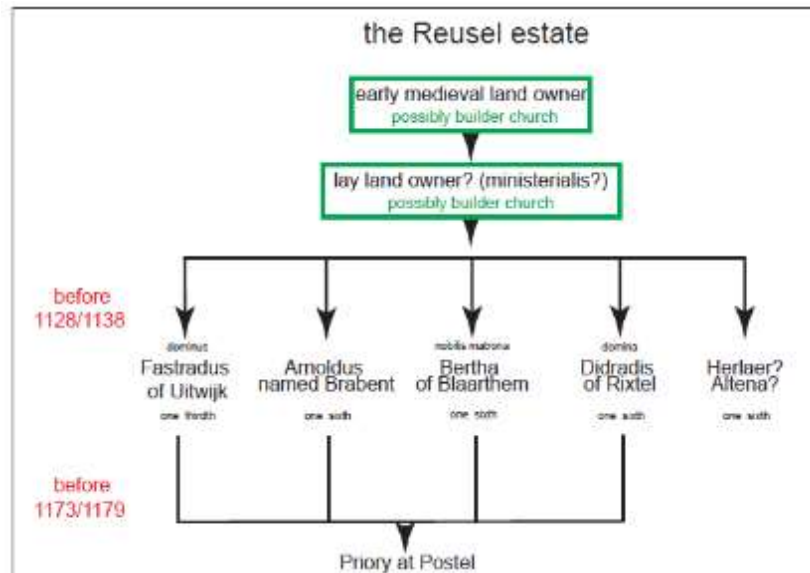 the Reusel estate
early medieval land owner
possibly builder church
lay land owner? (ministerialis?)
possibly builder church
before
1128/1138
dominus
Fastradus
of Uitwijk
one thirdth
Arnoldus
named Brabent
one sixth
nobilis matrona
Bertha
of Blaarthem
one sixth
domina
Didradis
of Rixtel
one sixth
Herlaer?
Altena?
one sixth
before
1173/1179
Priory at Postel